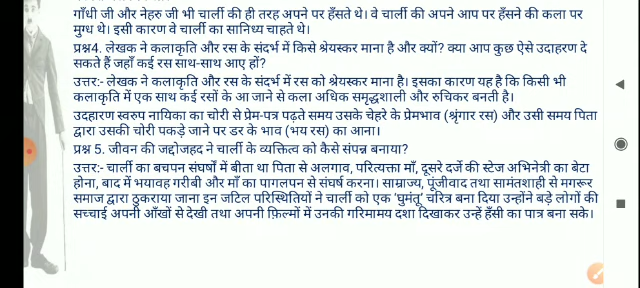 गाँधी जी और नेहरु जी भी चार्ली की ही तरह अपने पर हँसते थे। वे चार्ली की अपने आप पर हँसने की कला पर
मुग्ध थे। इसी कारण वे चार्ली का सानिध्य चाहते थे।
प्रश्न4. लेखक ने कलाकृति और रस के संदर्भ में किसे श्रेयस्कर माना है और क्यों? क्या आप कुछ ऐसे उदाहरण दे
सकते हैं जहाँ कई रस साथ-साथ आए हों?
उत्तर:- लेखक ने कलाकृति और रस के संदर्भ में रस को श्रेयस्कर माना है। इसका कारण यह है कि किसी भी
कलाकृति में एक साथ कई रसों के आ जाने से कला अधिक समृद्धशाली और रुचिकर बनती है।
उदहारण स्वरुप नायिका का चोरी से प्रेम-पत्र पढ़ते समय उसके चेहरे के प्रेमभाव (श्रृंगार रस) और उसी समय पिता
द्वारा उसकी चोरी पकड़े जाने पर डर के भाव (भय रस) का आना।
प्रश्न 5. जीवन की जद्दोजहद ने चार्ली के व्यक्तित्व को कैसे संपन्न बनाया?
उत्तर:- चार्ली का बचपन संघर्षों में बीता था पिता से अलगाव, परित्यक्ता माँ, दूसरे दर्जे की स्टेज अभिनेत्री का बेटा
होना, बाद में भयावह गरीबी और माँ का पागलपन से संघर्ष करना। साम्राज्य, पूंजीवाद तथा सामंतशाही से मगरूर
समाज द्वारा ठुकराया जाना इन जटिल परिस्थितियों ने चार्ली को एक 'घुमंतू' चरित्र बना दिया उन्होंने बड़े लोगों की
सच्चाई अपनी आँखों से देखी तथा अपनी फ़िल्मों में उनकी गरिमामय दशा दिखाकर उन्हें हँसी का पात्र बना सके।